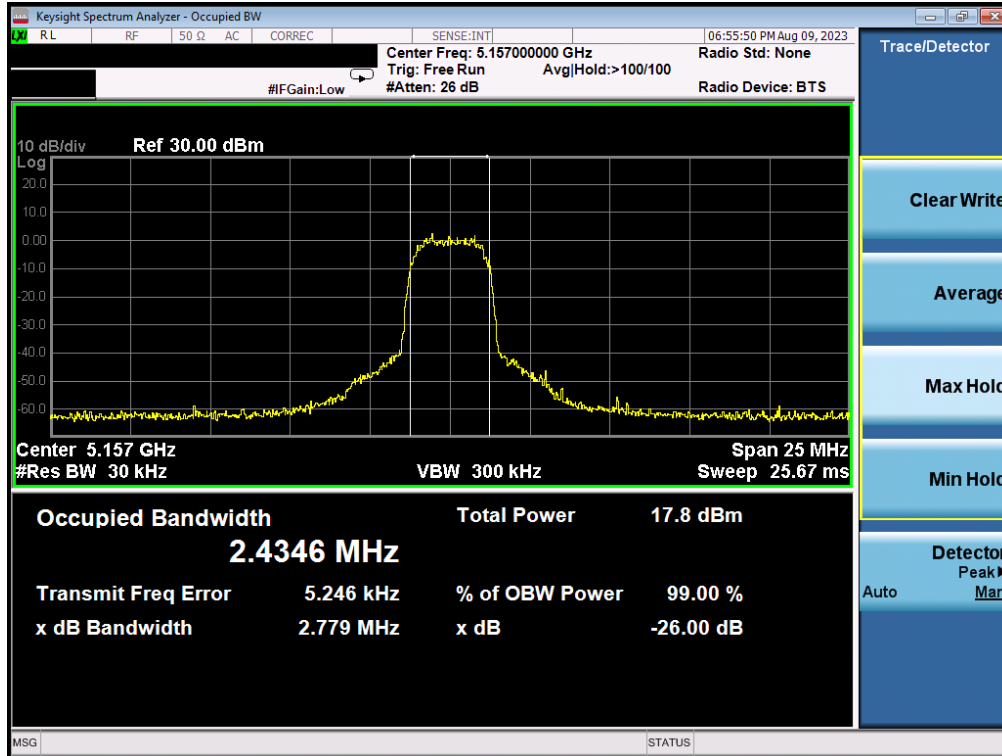 Keysight Spectrum Analyzer - Occupied BW
LXI RL RF 50 Ω AC CORREC SENSE:INT 06:55:50 PM Aug 09, 2023
Center Freq: 5.157000000 GHz Radio Std: None
Trig: Free Run Avg|Hold:>100/100
#IFGain:Low #Atten: 26 dB Radio Device: BTS
Trace/Detector
10 dB/div Ref 30.00 dBm
Log
20.0
10.0
0.00
-10.0
-20.0
-30.0
-40.0
-50.0
-60.0
Center 5.157 GHz Span 25 MHz
#Res BW 30 kHz VBW 300 kHz Sweep 25.67 ms
Occupied Bandwidth Total Power 17.8 dBm
2.4346 MHz
Transmit Freq Error 5.246 kHz % of OBW Power 99.00 %
x dB Bandwidth 2.779 MHz x dB -26.00 dB
Clear Write
Average
Max Hold
Min Hold
Detector
Peak
Auto Man
MSG STATUS